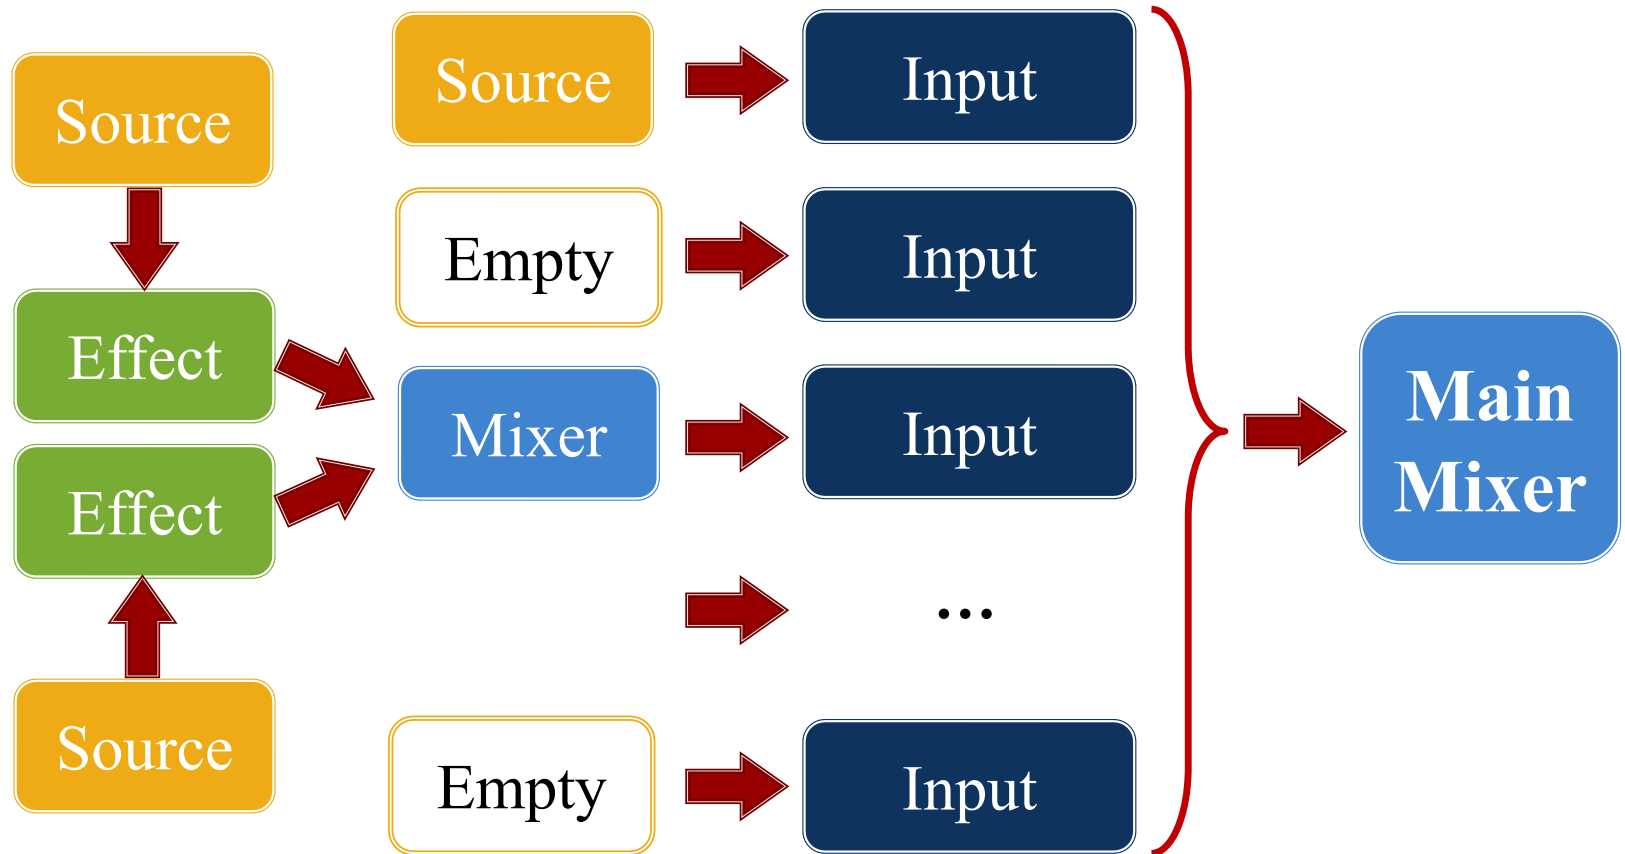 Source
Input
Source
Empty
Input
Effect
Mixer
Input
Main
Mixer
Effect
...
Source
Empty
Input